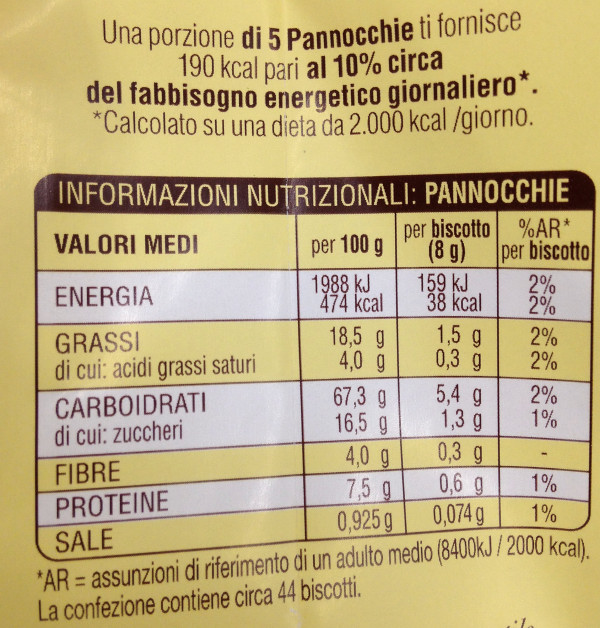 Una porzione di 5 Pannocchie ti fornisce
190 kcal pari al 10% circa
del fabbisogno energetico giornaliero*.
*Calcolato su una dieta da 2.000 kcal /giorno.
INFORMAZIONI NUTRIZIONALI: PANNOCCHIE
VALORI MEDI per 100 g per biscotto (8 g) %AR* per biscotto
ENERGIA 1988 kJ 159 kJ 2%
474 kcal 38 kcal 2%
GRASSI 18,5 g 1,5 g 2%
di cui: acidi grassi saturi 4,0 g 0,3 g 2%
CARBOIDRATI 67,3 g 5,4 g 2%
di cui: zuccheri 16,5 g 1,3 g 1%
FIBRE 4,0 g 0,3 g -
PROTEINE 7,5 g 0,6 g 1%
SALE 0,925 g 0,074 g 1%
*AR = assunzioni di riferimento di un adulto medio (8400kJ / 2000 kcal).
La confezione contiene circa 44 biscotti.